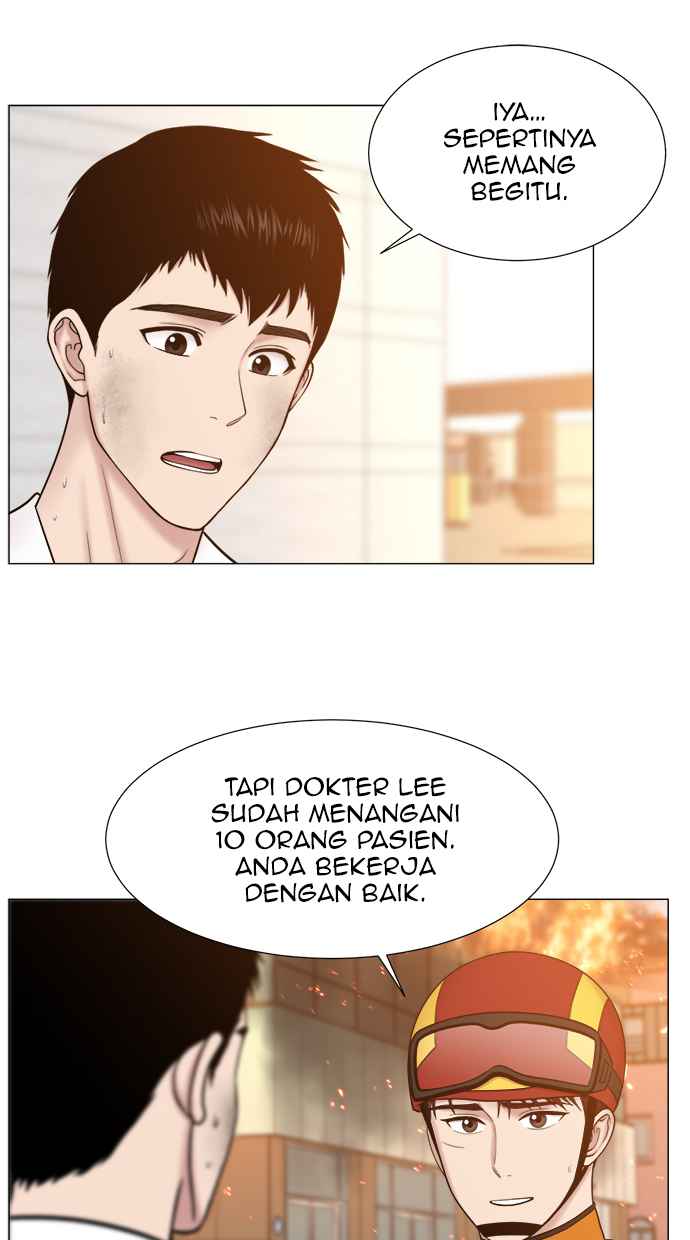 IYA...
SEPERTINYA
MEMANG
BEGITU.
TAPI DOKTER LEE
SUDAH MENANGANI
10 ORANG PASIEN.
ANDA BEKERJA
DENGAN BAIK.